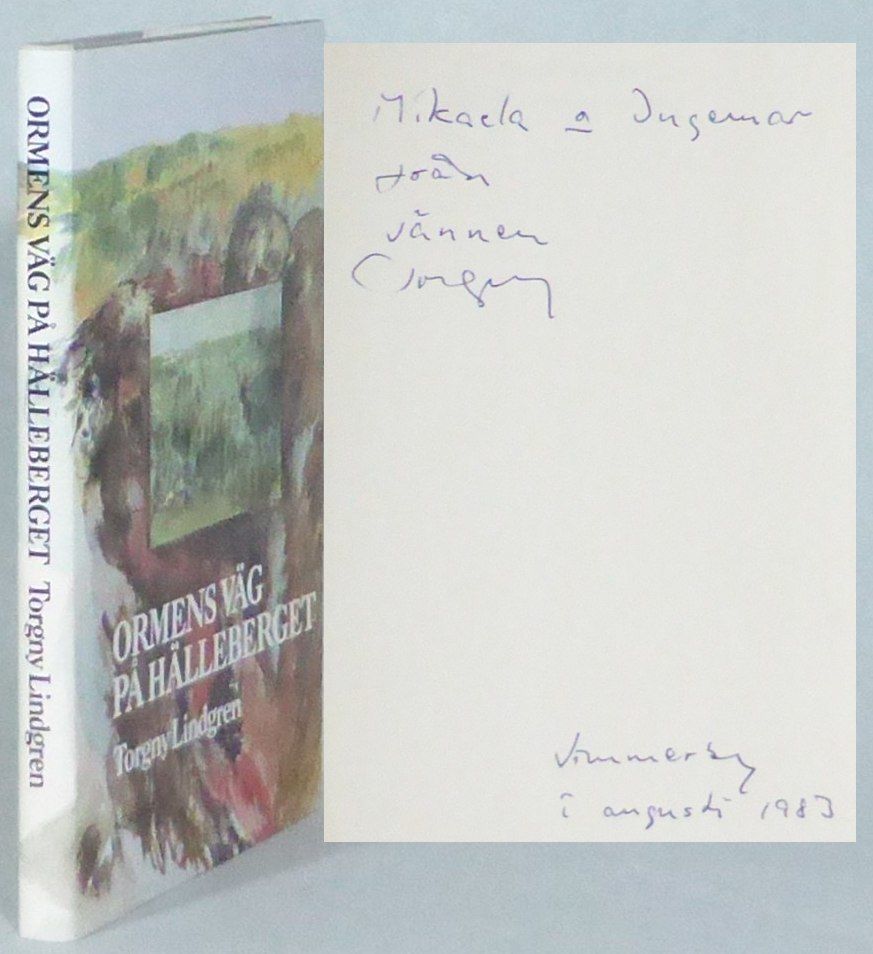 ORMENS VÄG PÅ HÄLLEBERGET Torgny Lindgren
ORMENS VÄG
PÅ HÄLLEBERGET
Torgny Lindgren
Mikaela o Ingemar
från
vännen
Torgny
Vimmerby
i augusti 1983